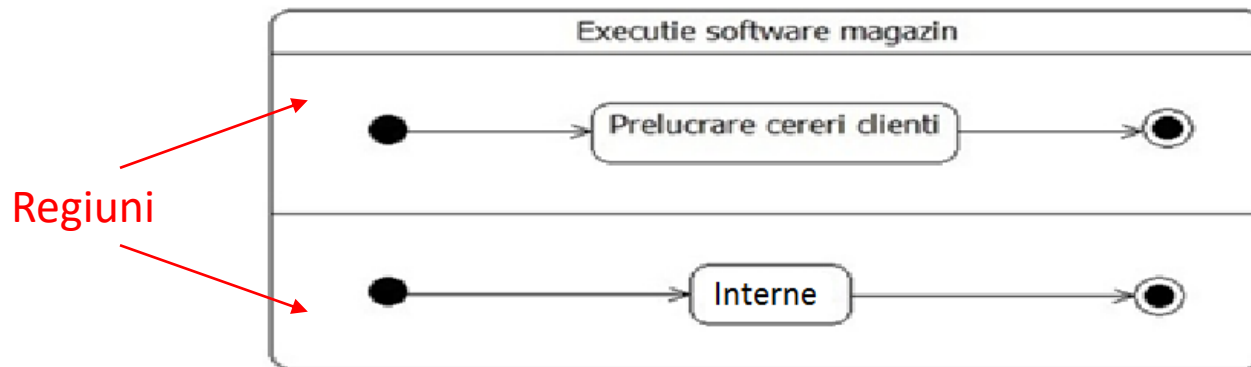 Executie software magazin
Prelucrare cereri clienti
Regiuni
Interne